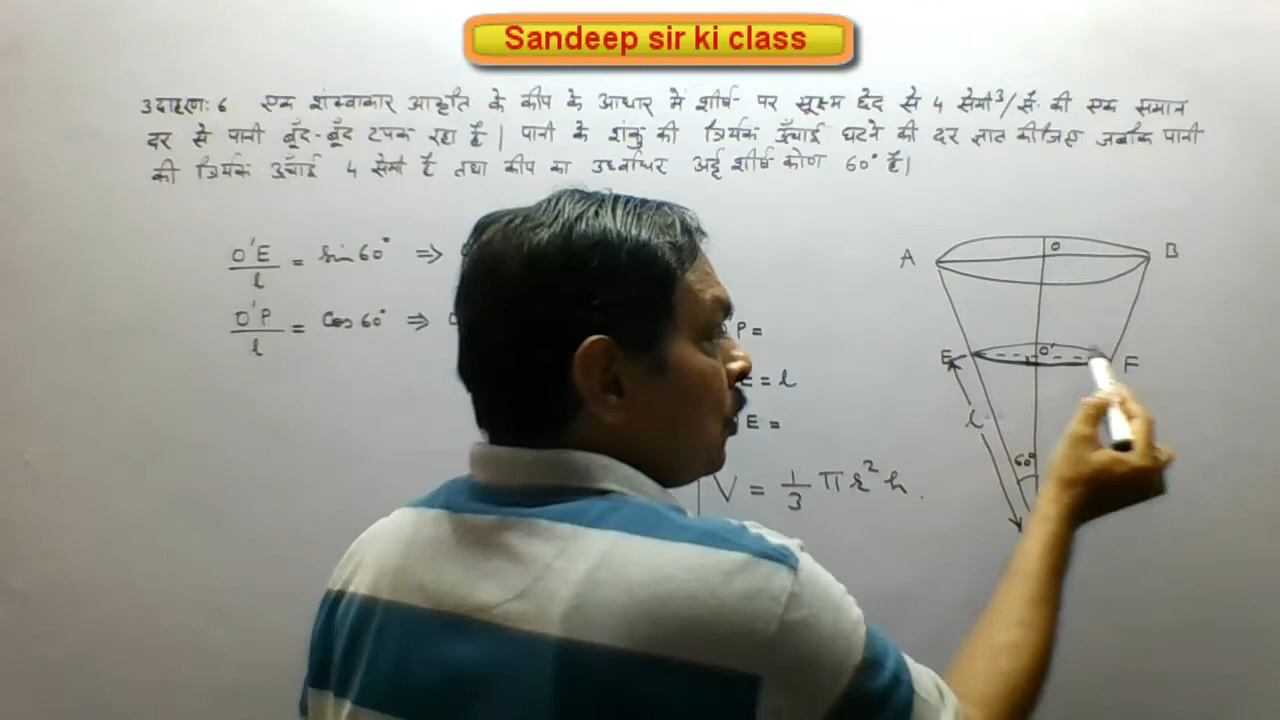 Sandeep sir ki class
उदाहरण: 6 एक शंक्वाकार आकृति के कीप के आधार में शीर्ष पर सूक्ष्म छेद से 4 सेमी³/से. की एक समान
दर से पानी बूँद-बूँद टपक रहा है | पानी के शंकु की त्रिर्यक ऊँचाई घटने की दर ज्ञात कीजिए जबकि पानी
की त्रिर्यक ऊँचाई 4 सेमी है तथा कीप का उर्ध्वाधर अर्द्ध शीर्ष कोण 60° है|
O'E/l = Sin 60° ⇒
O'P/l = Cos 60° ⇒
P =
E = l
E =
V = 1/3 π r² h .
A O B
E O' F
l
60°